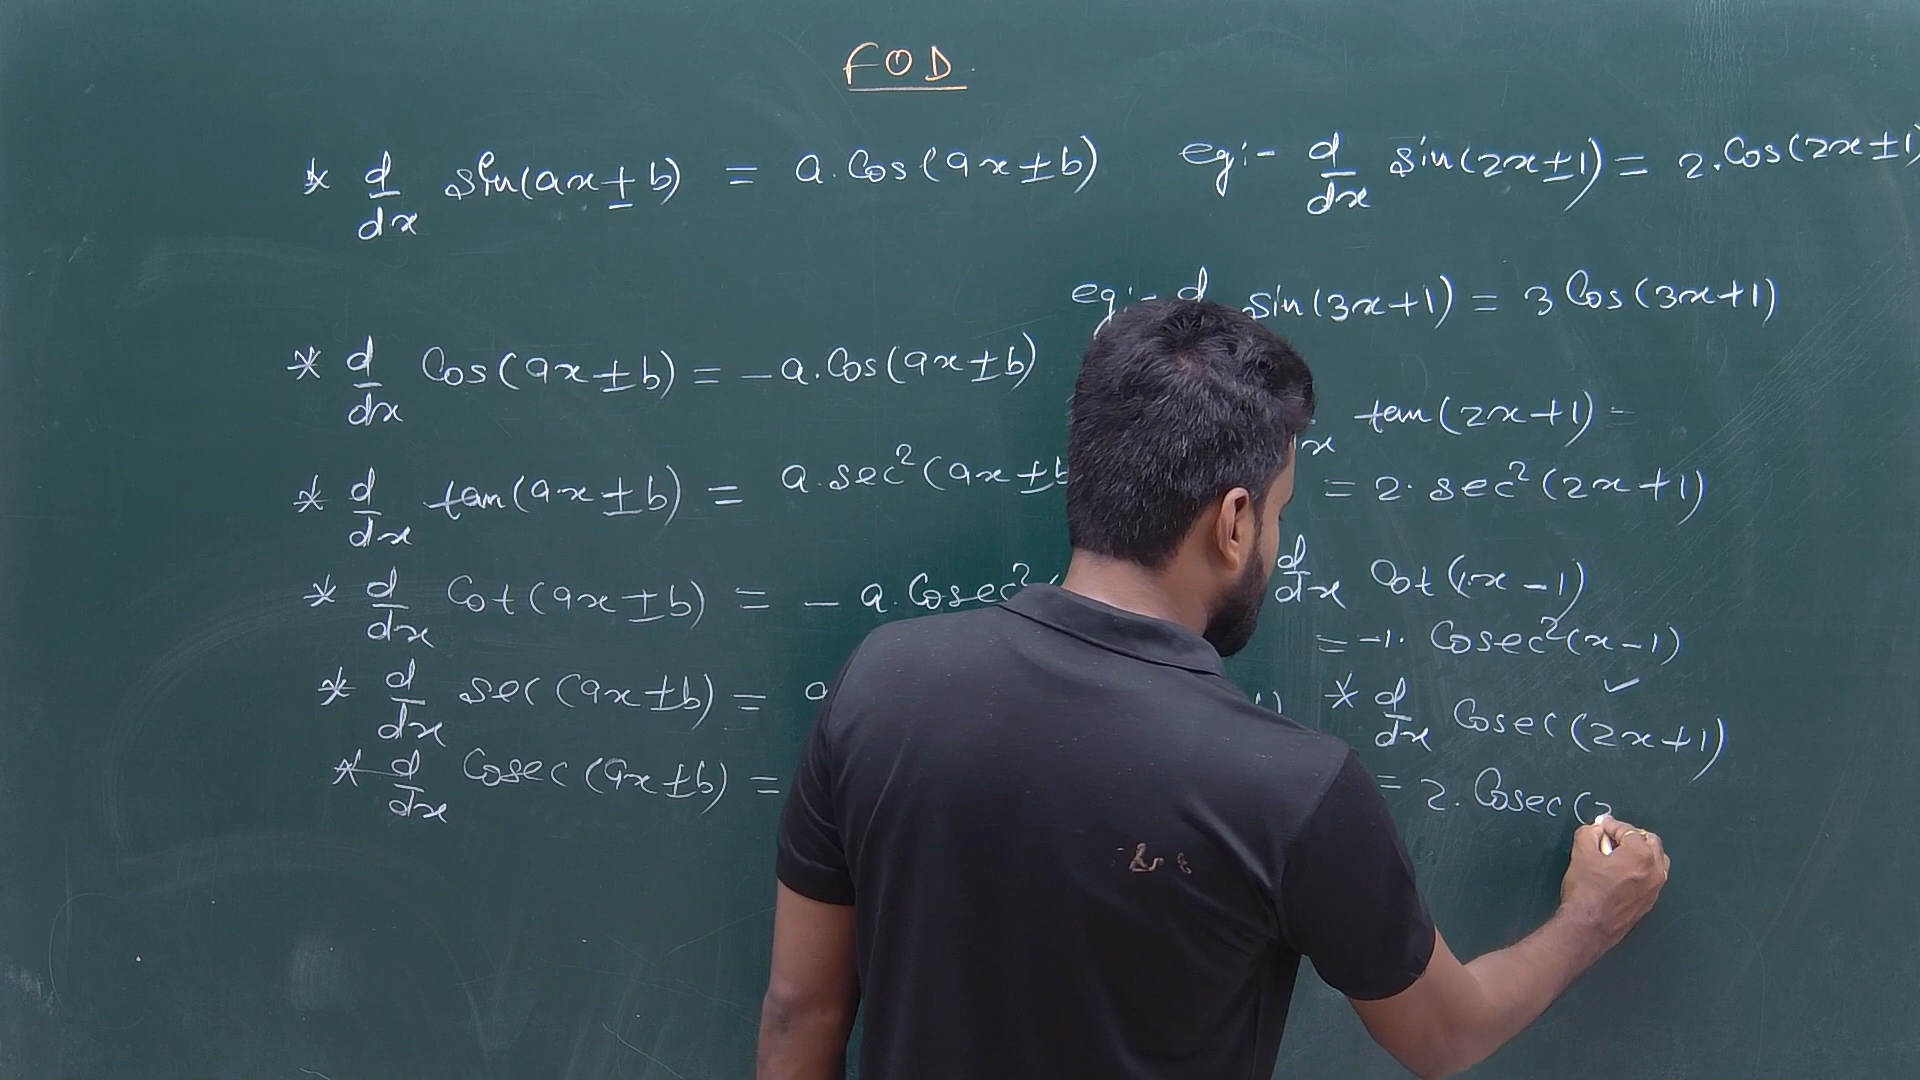 FOD
* d/dx sin(ax±b) = a.Cos(ax±b) eg:- d/dx sin(2x±1) = 2.Cos(2x±1)
eg:- d sin(3x+1) = 3 Cos(3x+1)
* d/dx Cos(ax±b) = -a.Cos(ax±b)
tan(2x+1) =
* d/dx tan(ax±b) = a.sec²(ax±b
= 2. sec²(2x+1)
d/dx Cot(1x-1)
* d/dx Cot(ax±b) = - a.Cosec²(
= -1. Cosec²(x-1)
* d/dx sec(ax±b) = a
* d/dx Cosec(2x+1)
* d/dx Cosec(ax±b) =
= 2. Cosec(2